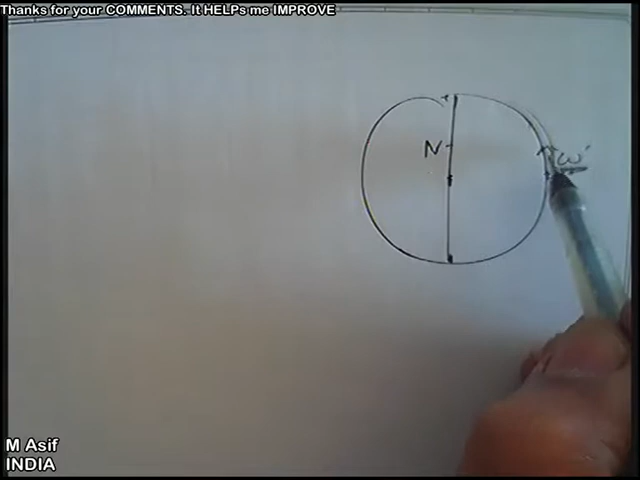 Thanks for your COMMENTS. It HELPs me IMPROVE
N
ω'
M Asif
INDIA